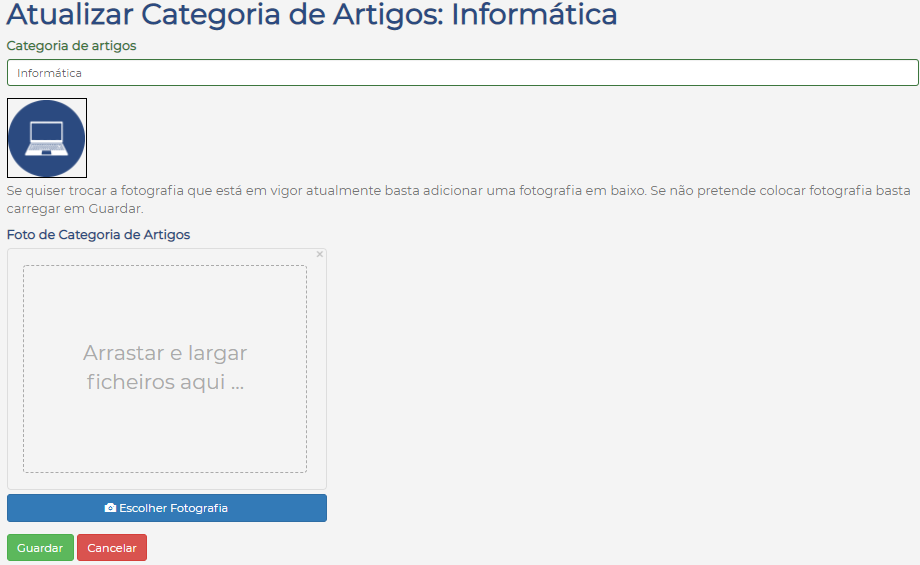 Atualizar Categoria de Artigos: Informática
Categoria de artigos
Informática
Se quiser trocar a fotografia que está em vigor atualmente basta adicionar uma fotografia em baixo. Se não pretende colocar fotografia basta
carregar em Guardar.
Foto de Categoria de Artigos
×
Arrastar e largar
ficheiros aqui ...
Escolher Fotografia
Guardar Cancelar